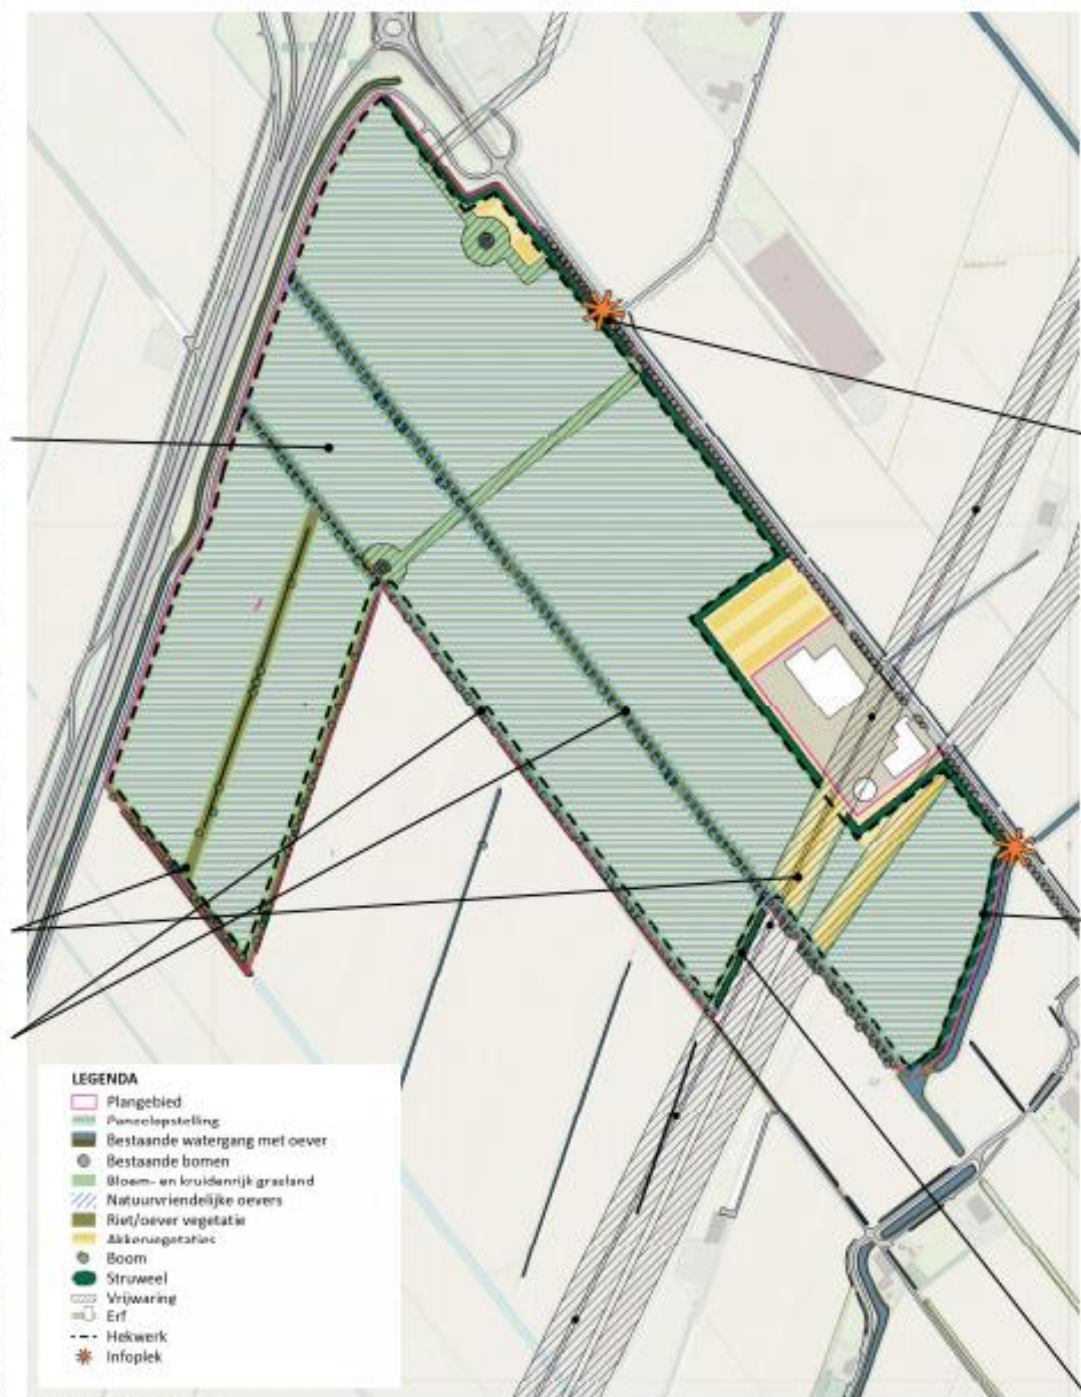 LEGENDA
Plangebied
Paneelopstelling
Bestaande watergang met oever
Bestaande bomen
Bloem- en kruidenrijk grasland
Natuurvriendelijke oevers
Riet/oever vegetatie
Akkervegetaties
Boom
Struweel
Vrijwaring
Erf
Hekwerk
Infoplek